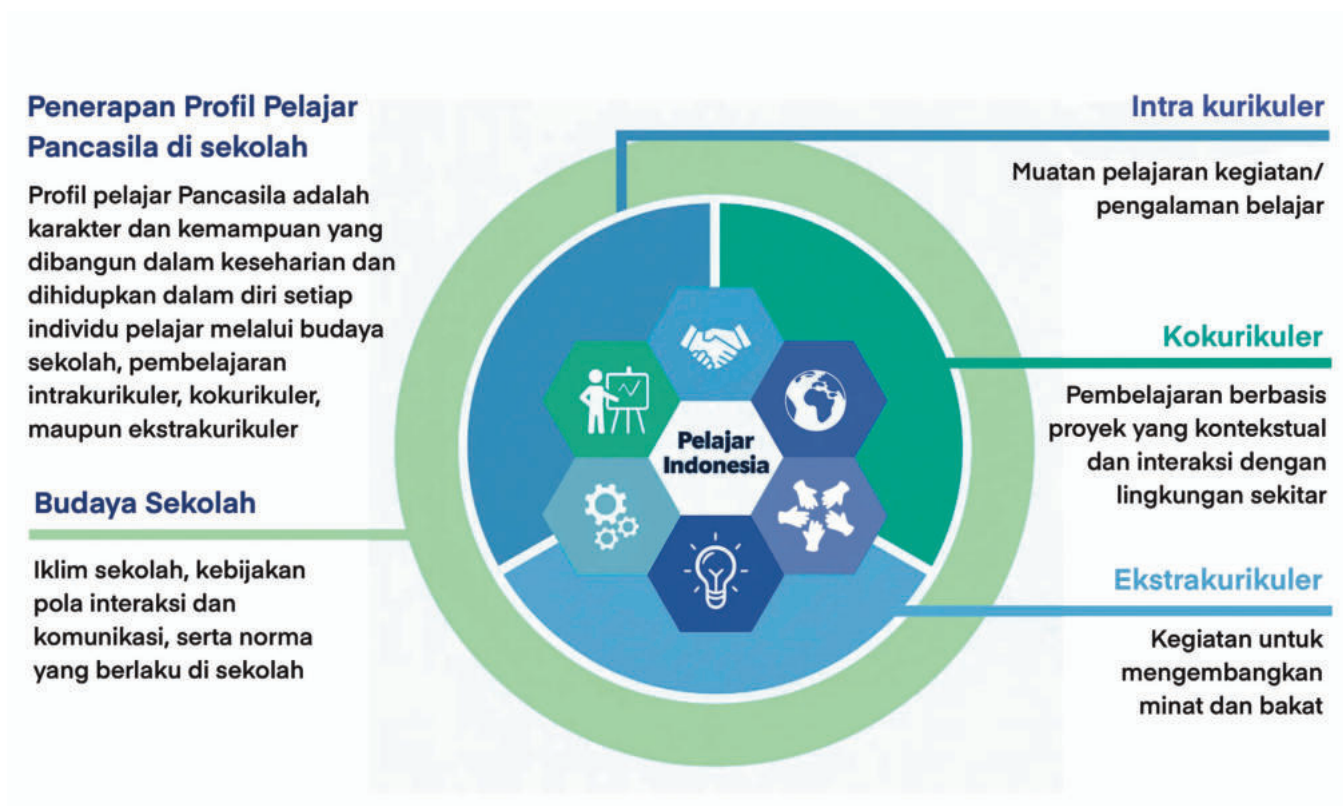 Penerapan Profil Pelajar
Pancasila di sekolah
Profil pelajar Pancasila adalah
karakter dan kemampuan yang
dibangun dalam keseharian dan
dihidupkan dalam diri setiap
individu pelajar melalui budaya
sekolah, pembelajaran
intrakurikuler, kokurikuler,
maupun ekstrakurikuler
Budaya Sekolah
Iklim sekolah, kebijakan
pola interaksi dan
komunikasi, serta norma
yang berlaku di sekolah
Pelajar
Indonesia
Intra kurikuler
Muatan pelajaran kegiatan/
pengalaman belajar
Kokurikuler
Pembelajaran berbasis
proyek yang kontekstual
dan interaksi dengan
lingkungan sekitar
Ekstrakurikuler
Kegiatan untuk
mengembangkan
minat dan bakat